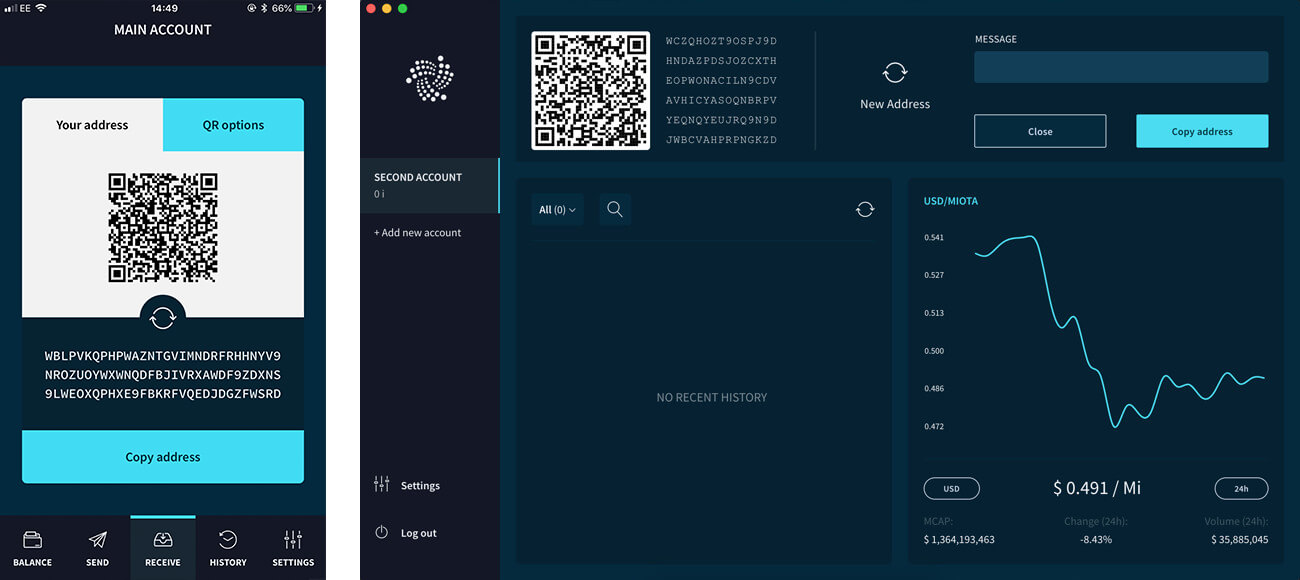 EE 14:49 66%
MAIN ACCOUNT
Your address
QR options
WBLPVKQPHPWAZNTGVIMNDRFRHHNYV9
NROZUOYWXWNQDFBJIVRXAWDF9ZDXNS
9LWEOXQPHXE9FBKRFVQEDJDGZFWSRD
Copy address
BALANCE
SEND
RECEIVE
HISTORY
SETTINGS
SECOND ACCOUNT
0 i
+ Add new account
Settings
Log out
WCZQHOZT9OSPJ9D
HNDAZPDSJOZCXTH
EOPWONACILN9CDV
AVHICYASOQNBRPV
YEQNQYEUJRQ9N9D
JWBCVAHPRPNGKZD
New Address
MESSAGE
Close
Copy address
All (0)
NO RECENT HISTORY
USD/MIOTA
0.541
0.527
0.513
0.500
0.486
0.472
USD
$ 0.491 / Mi
24h
MCAP:
$ 1,364,193,463
Change (24h):
-8.43%
Volume (24h):
$ 35,885,045